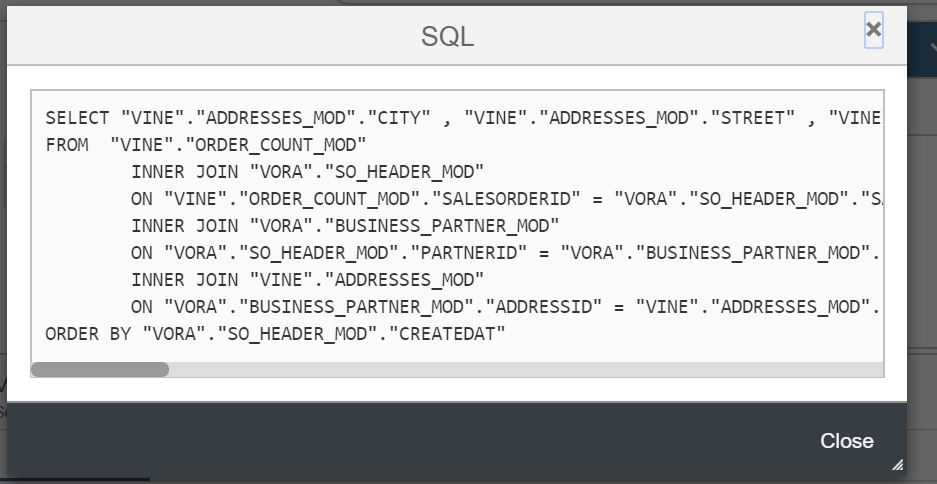 SQL
SELECT "VINE"."ADDRESSES_MOD"."CITY" , "VINE"."ADDRESSES_MOD"."STREET" , "VINE
FROM "VINE"."ORDER_COUNT_MOD"
INNER JOIN "VORA"."SO_HEADER_MOD"
ON "VINE"."ORDER_COUNT_MOD"."SALESORDERID" = "VORA"."SO_HEADER_MOD"."SA
INNER JOIN "VORA"."BUSINESS_PARTNER_MOD"
ON "VORA"."SO_HEADER_MOD"."PARTNERID" = "VORA"."BUSINESS_PARTNER_MOD".
INNER JOIN "VINE"."ADDRESSES_MOD"
ON "VORA"."BUSINESS_PARTNER_MOD"."ADDRESSID" = "VINE"."ADDRESSES_MOD".
ORDER BY "VORA"."SO_HEADER_MOD"."CREATEDAT"
Close